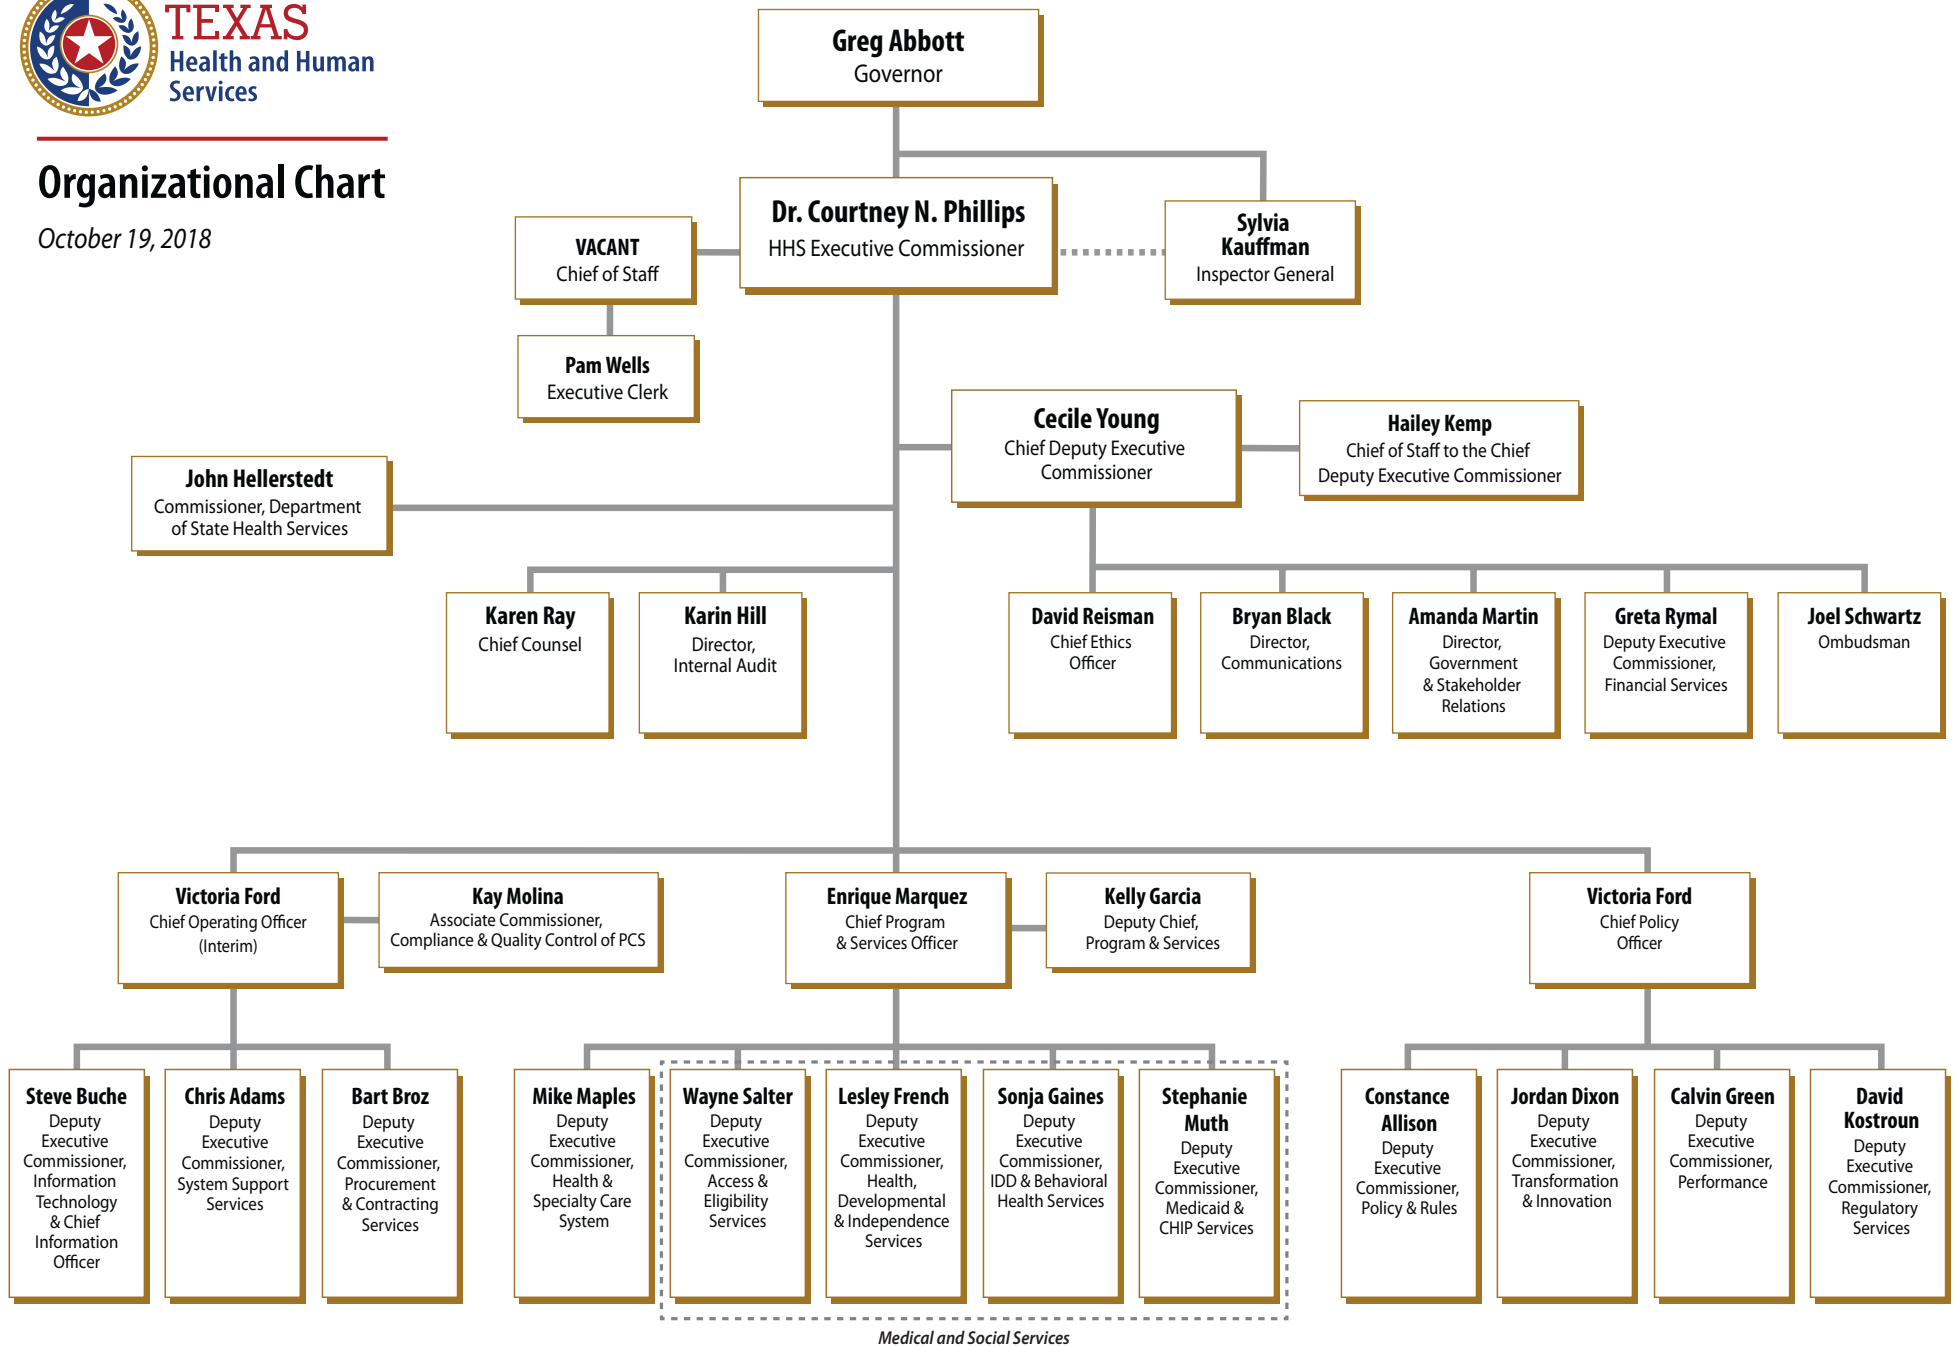 TEXAS
Health and Human
Services
Organizational Chart
October 19, 2018
Greg Abbott
Governor
Dr. Courtney N. Phillips
HHS Executive Commissioner
Sylvia
Kauffman
Inspector General
VACANT
Chief of Staff
Pam Wells
Executive Clerk
Cecile Young
Chief Deputy Executive
Commissioner
Hailey Kemp
Chief of Staff to the Chief
Deputy Executive Commissioner
John Hellerstedt
Commissioner, Department
of State Health Services
Karen Ray
Chief Counsel
Karin Hill
Director,
Internal Audit
David Reisman
Chief Ethics
Officer
Bryan Black
Director,
Communications
Amanda Martin
Director,
Government
& Stakeholder
Relations
Greta Rymal
Deputy Executive
Commissioner,
Financial Services
Joel Schwartz
Ombudsman
Victoria Ford
Chief Operating Officer
(Interim)
Kay Molina
Associate Commissioner,
Compliance & Quality Control of PCS
Enrique Marquez
Chief Program
& Services Officer
Kelly Garcia
Deputy Chief,
Program & Services
Victoria Ford
Chief Policy
Officer
Steve Buche
Deputy
Executive
Commissioner,
Information
Technology
& Chief
Information
Officer
Chris Adams
Deputy
Executive
Commissioner,
System Support
Services
Bart Broz
Deputy
Executive
Commissioner,
Procurement
& Contracting
Services
Mike Maples
Deputy
Executive
Commissioner,
Health &
Specialty Care
System
Wayne Salter
Deputy
Executive
Commissioner,
Access &
Eligibility
Services
Lesley French
Deputy
Executive
Commissioner,
Health,
Developmental
& Independence
Services
Sonja Gaines
Deputy
Executive
Commissioner,
IDD & Behavioral
Health Services
Stephanie
Muth
Deputy
Executive
Commissioner,
Medicaid &
CHIP Services
Constance
Allison
Deputy
Executive
Commissioner,
Policy & Rules
Jordan Dixon
Deputy
Executive
Commissioner,
Transformation
& Innovation
Calvin Green
Deputy
Executive
Commissioner,
Performance
David
Kostroun
Deputy
Executive
Commissioner,
Regulatory
Services
Medical and Social Services